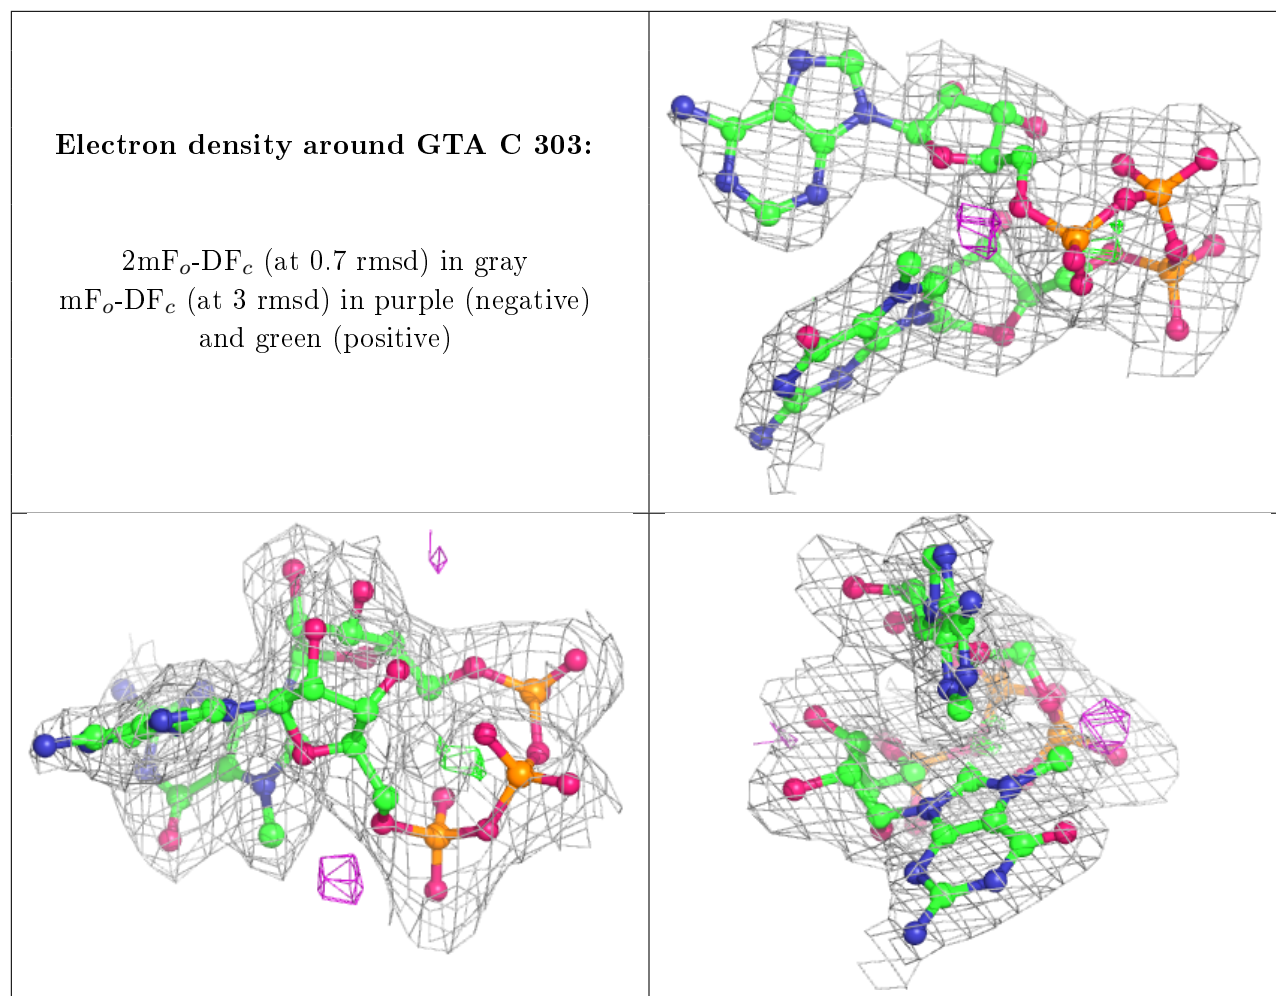 Electron density around GTA C 303:
2mFo-DFc (at 0.7 rmsd) in gray
mFo-DFc (at 3 rmsd) in purple (negative)
and green (positive)